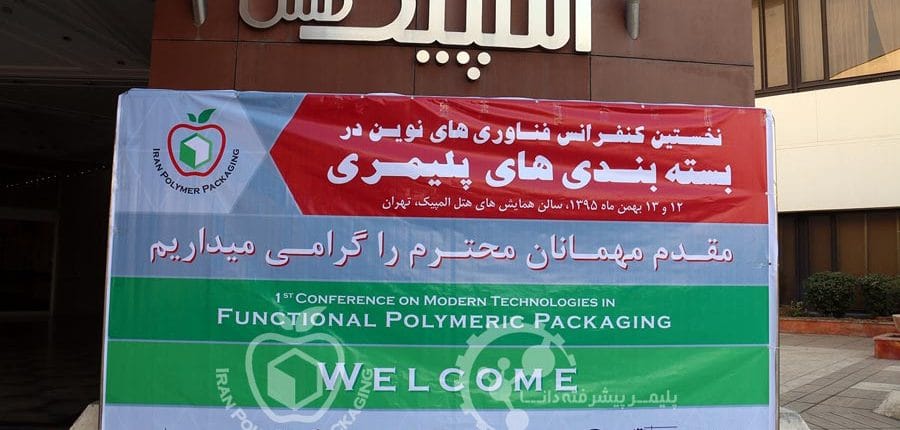 المپیک
هتل
نخستین کنفرانس فناوری های نوین در
بسته بندی های پلیمری
۱۲ و ۱۳ بهمن ماه ۱۳۹۵، سالن همایش های هتل المپیک، تهران
IRAN POLYMER PACKAGING
مقدم مهمانان محترم را گرامی میداریم
1ST CONFERENCE ON MODERN TECHNOLOGIES IN
FUNCTIONAL POLYMERIC PACKAGING
WELCOME
IRAN POLYMER PACKAGING
پلیمر پیشرفته دانا